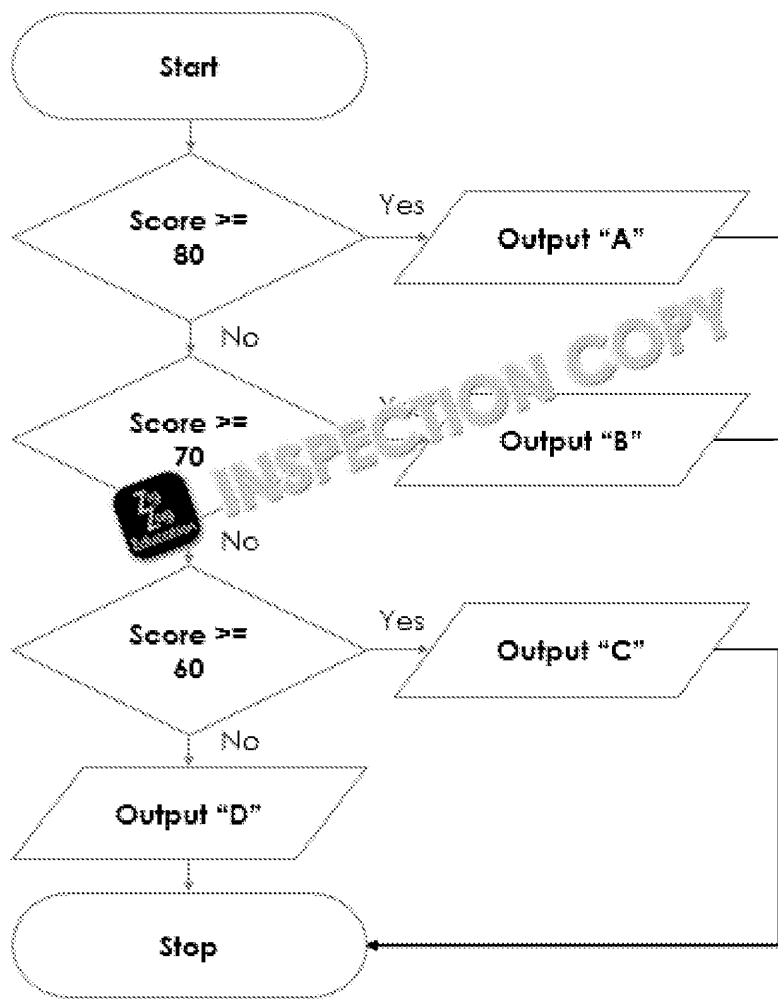 Start
Score >=
80
Yes
Output “A”
No
Score >=
70
Output “B”
INSPECTION COPY
No
Score >=
60
Yes
Output “C”
No
Output “D”
Stop